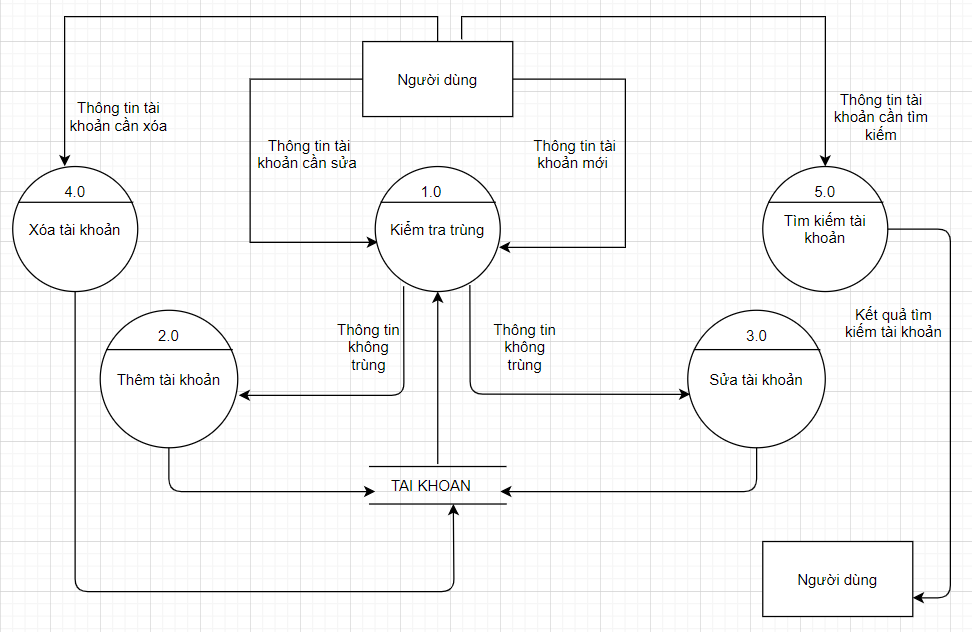 Người dùng
Thông tin tài
khoản cần xóa
Thông tin tài
khoản cần sửa
Thông tin tài
khoản mới
Thông tin tài
khoản cần tìm
kiếm
4.0
Xóa tài khoản
1.0
Kiểm tra trùng
5.0
Tìm kiếm tài
khoản
Thông tin
không
trùng
Thông tin
không
trùng
Kết quả tìm
kiếm tài khoản
2.0
Thêm tài khoản
3.0
Sửa tài khoản
TAI KHOAN
Người dùng